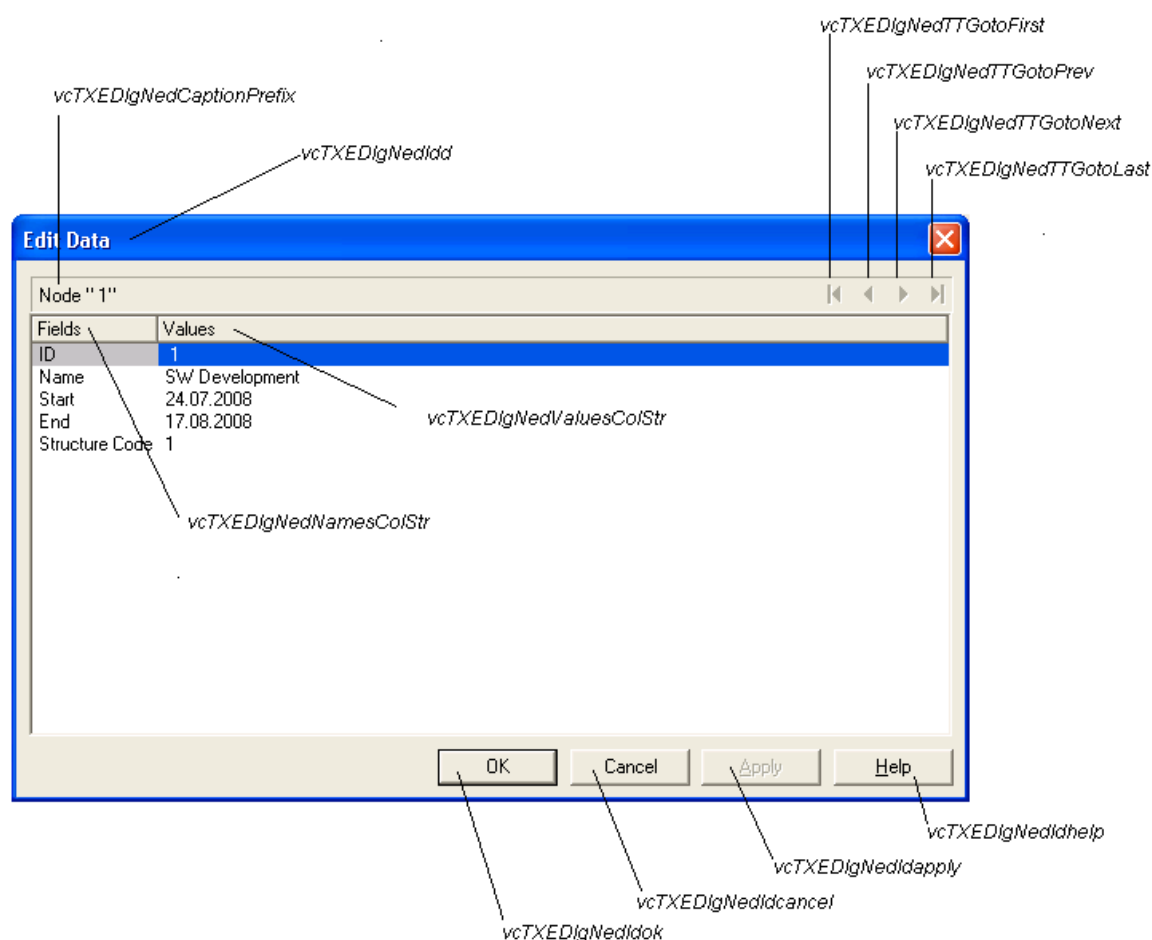 vcTXEDlgNedTTGotoFirst
vcTXEDlgNedTTGotoPrev
vcTXEDlgNedCaptionPrefix
vcTXEDlgNedTTGotoNext
vcTXEDlgNedIdd
vcTXEDlgNedTTGotoLast
Edit Data
Node "1"
Fields Values
ID 1
Name SW Development
Start 24.07.2008
End 17.08.2008
vcTXEDlgNedValuesColStr
Structure Code 1
vcTXEDlgNedNamesColStr
OK Cancel Apply Help
vcTXEDlgNedIdhelp
vcTXEDlgNedIdapply
vcTXEDlgNedIdcancel
vcTXEDlgNedIdok